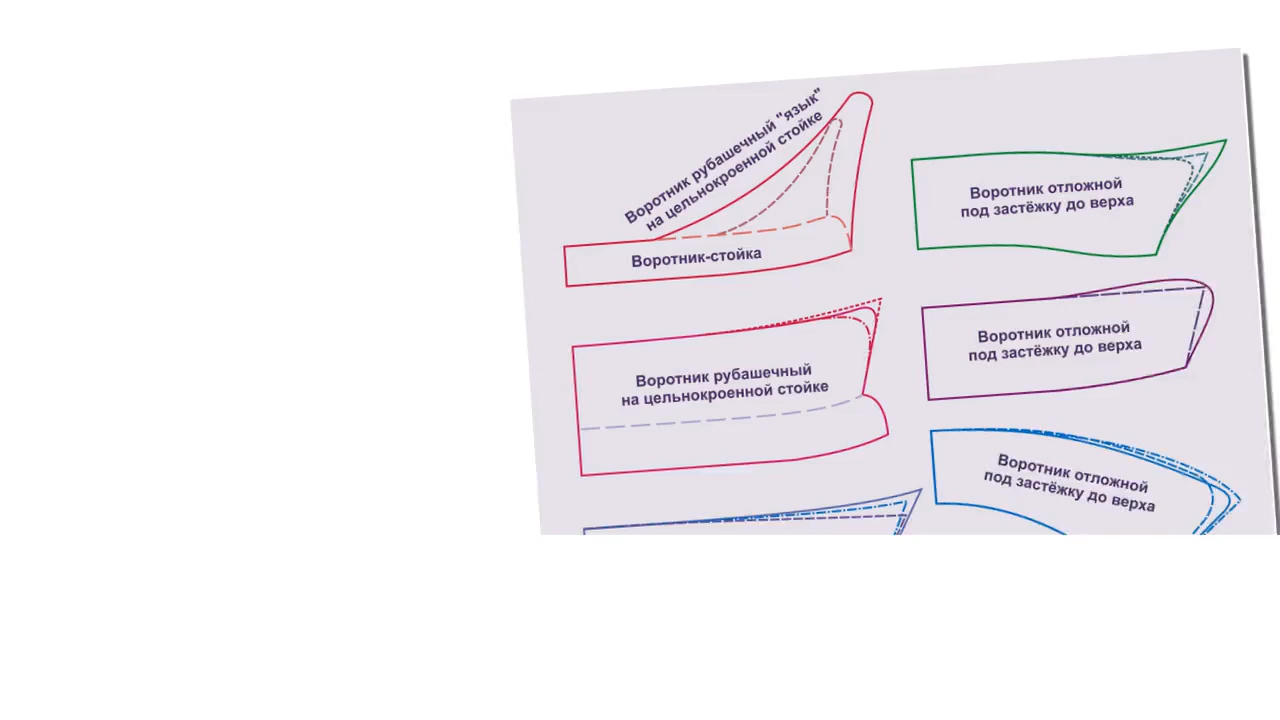 Воротник рубашечный "язык"
на цельнокроенной стойке
Воротник-стойка
Воротник отложной
под застёжку до верха
Воротник рубашечный
на цельнокроенной стойке
Воротник отложной
под застёжку до верха
Воротник отложной
под застёжку до верха